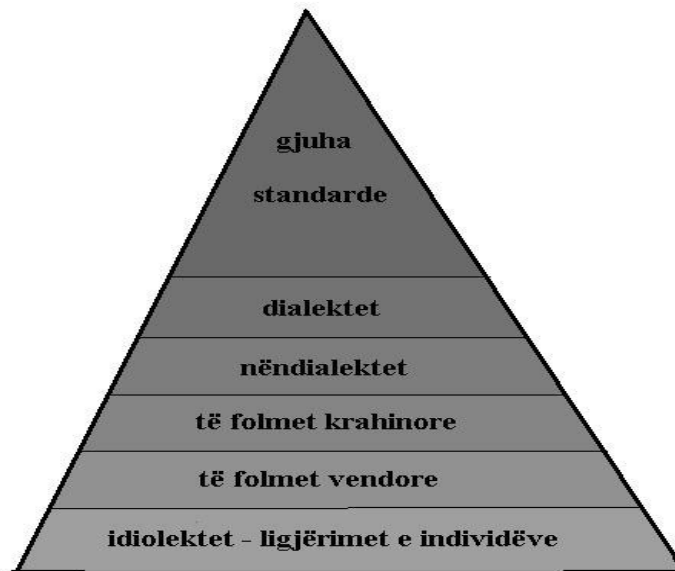 gjuha
standarde
dialektet
nëndialektet
të folmet krahinore
të folmet vendore
idiolektet - ligjërimet e individëve